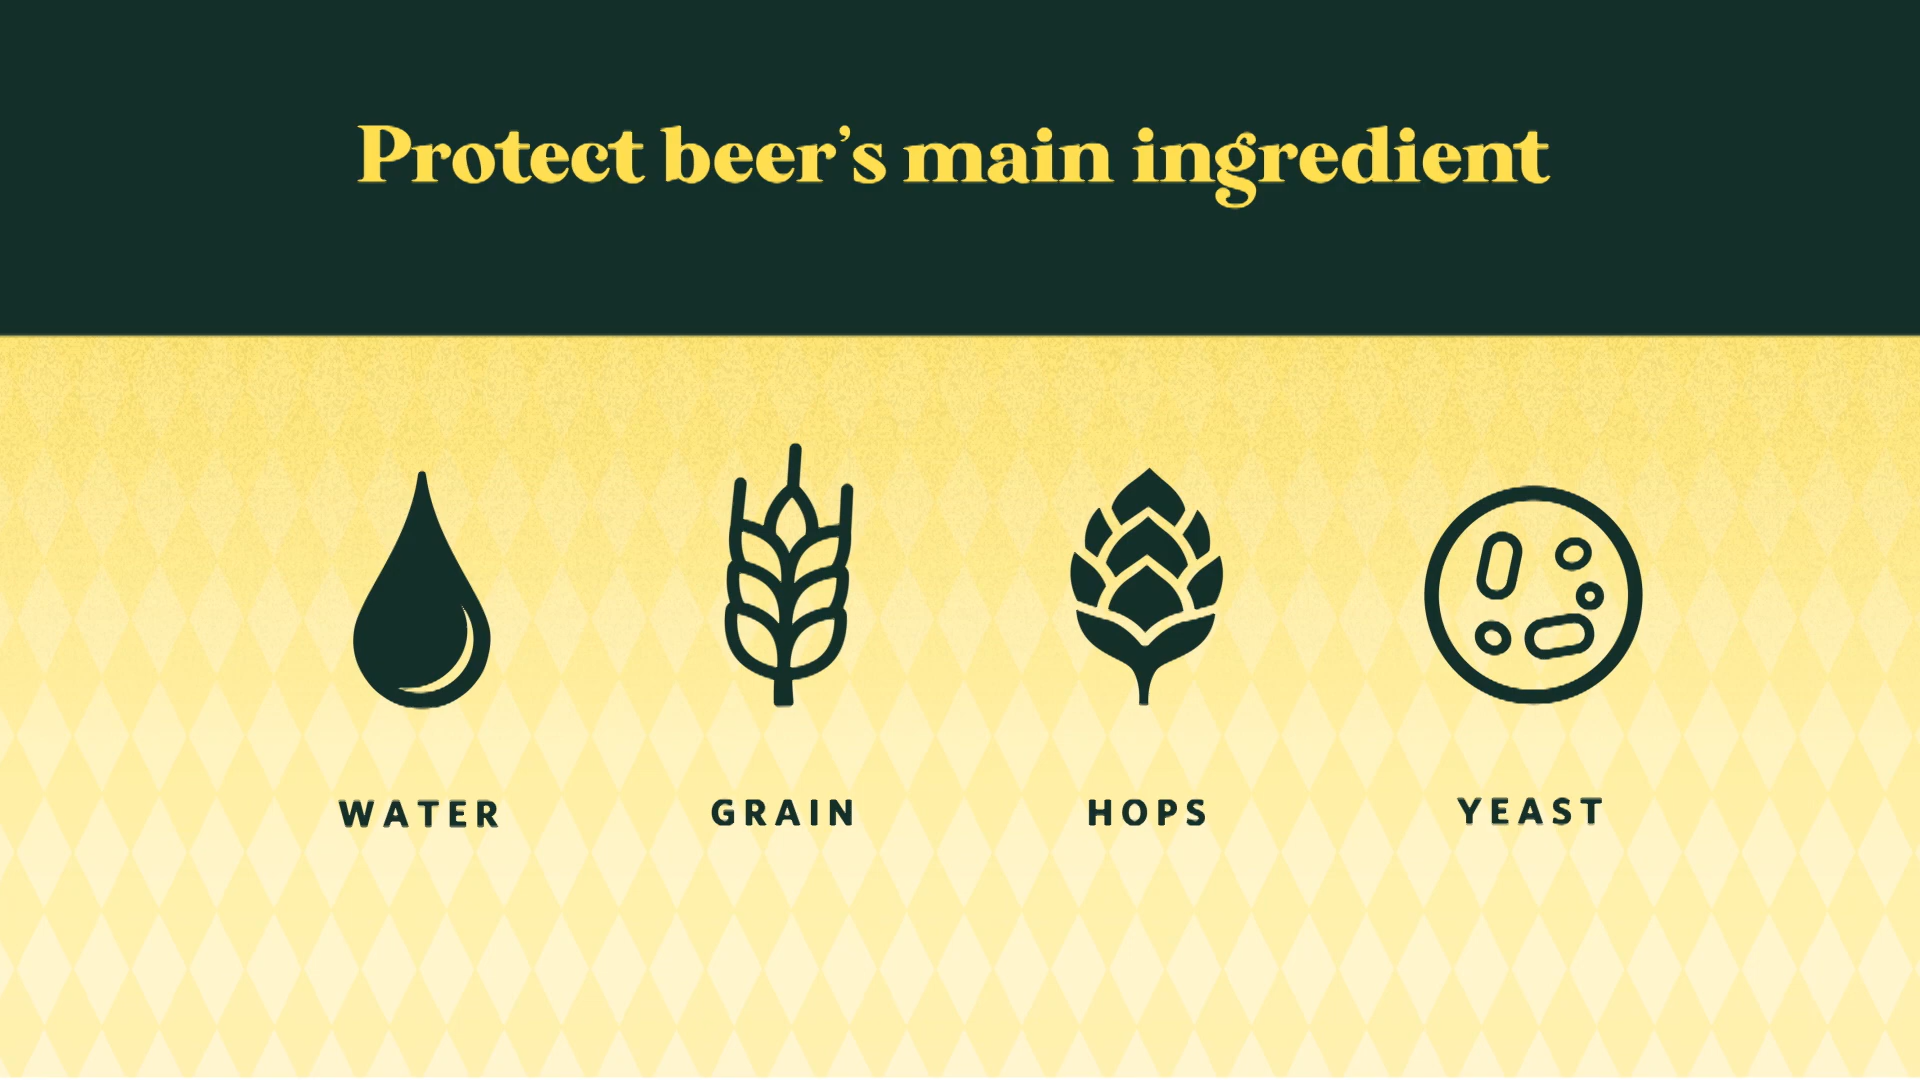 Protect beer’s main ingredient
WATER
GRAIN
HOPS
YEAST